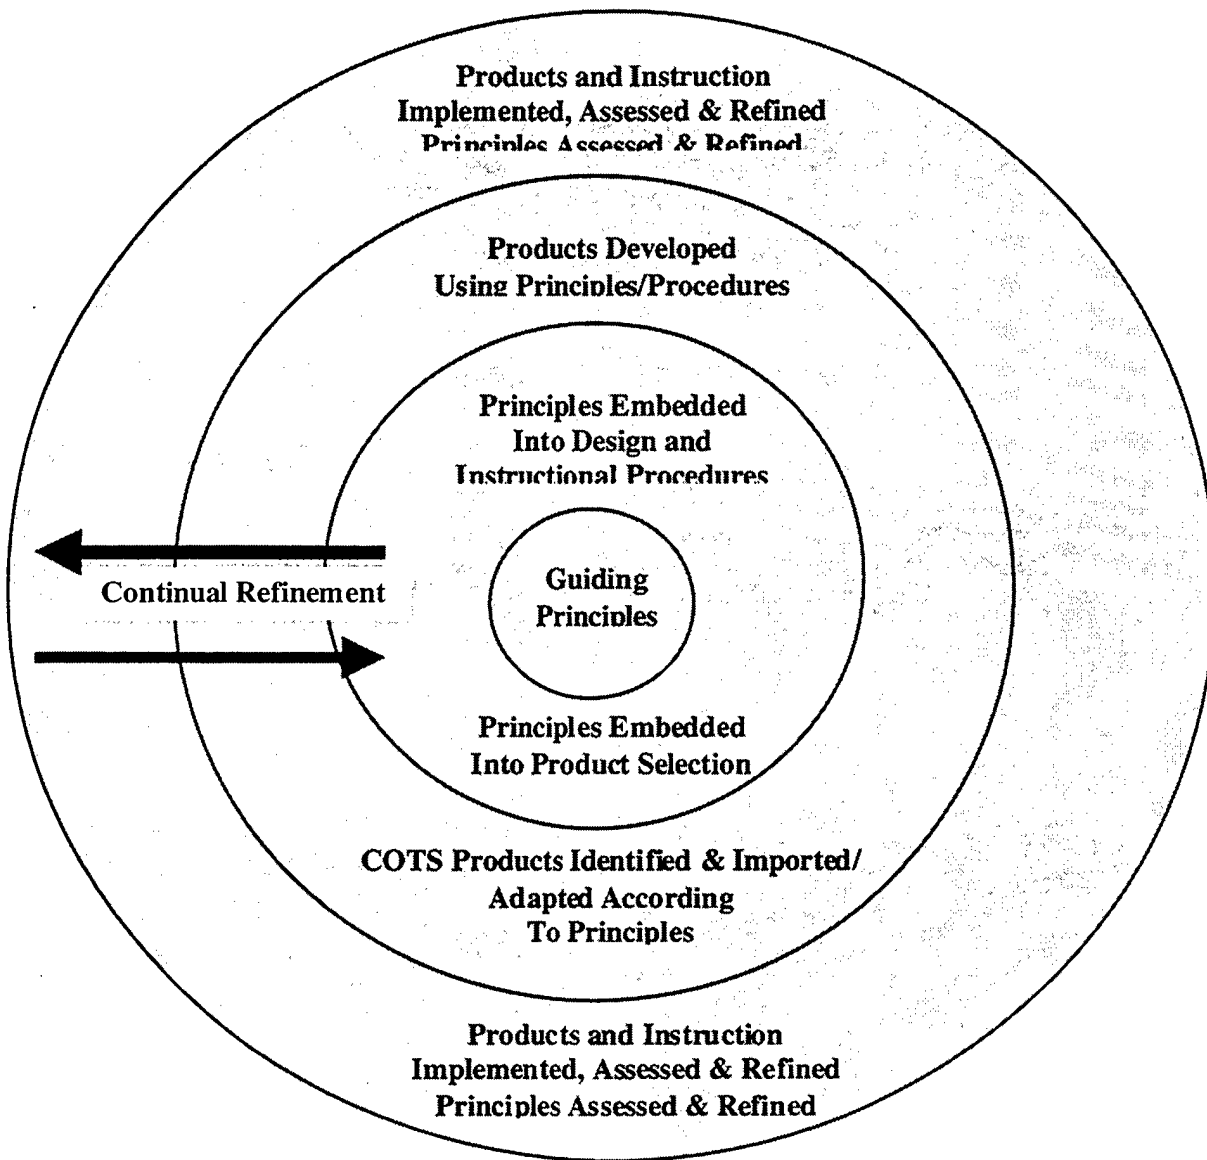 Products and Instruction
Implemented, Assessed & Refined
Principles Assessed & Refined
Products Developed
Using Principles/Procedures
Principles Embedded
Into Design and
Instructional Procedures
Guiding
Principles
Continual Refinement
Principles Embedded
Into Product Selection
COTS Products Identified & Imported/
Adapted According
To Principles
Products and Instruction
Implemented, Assessed & Refined
Principles Assessed & Refined